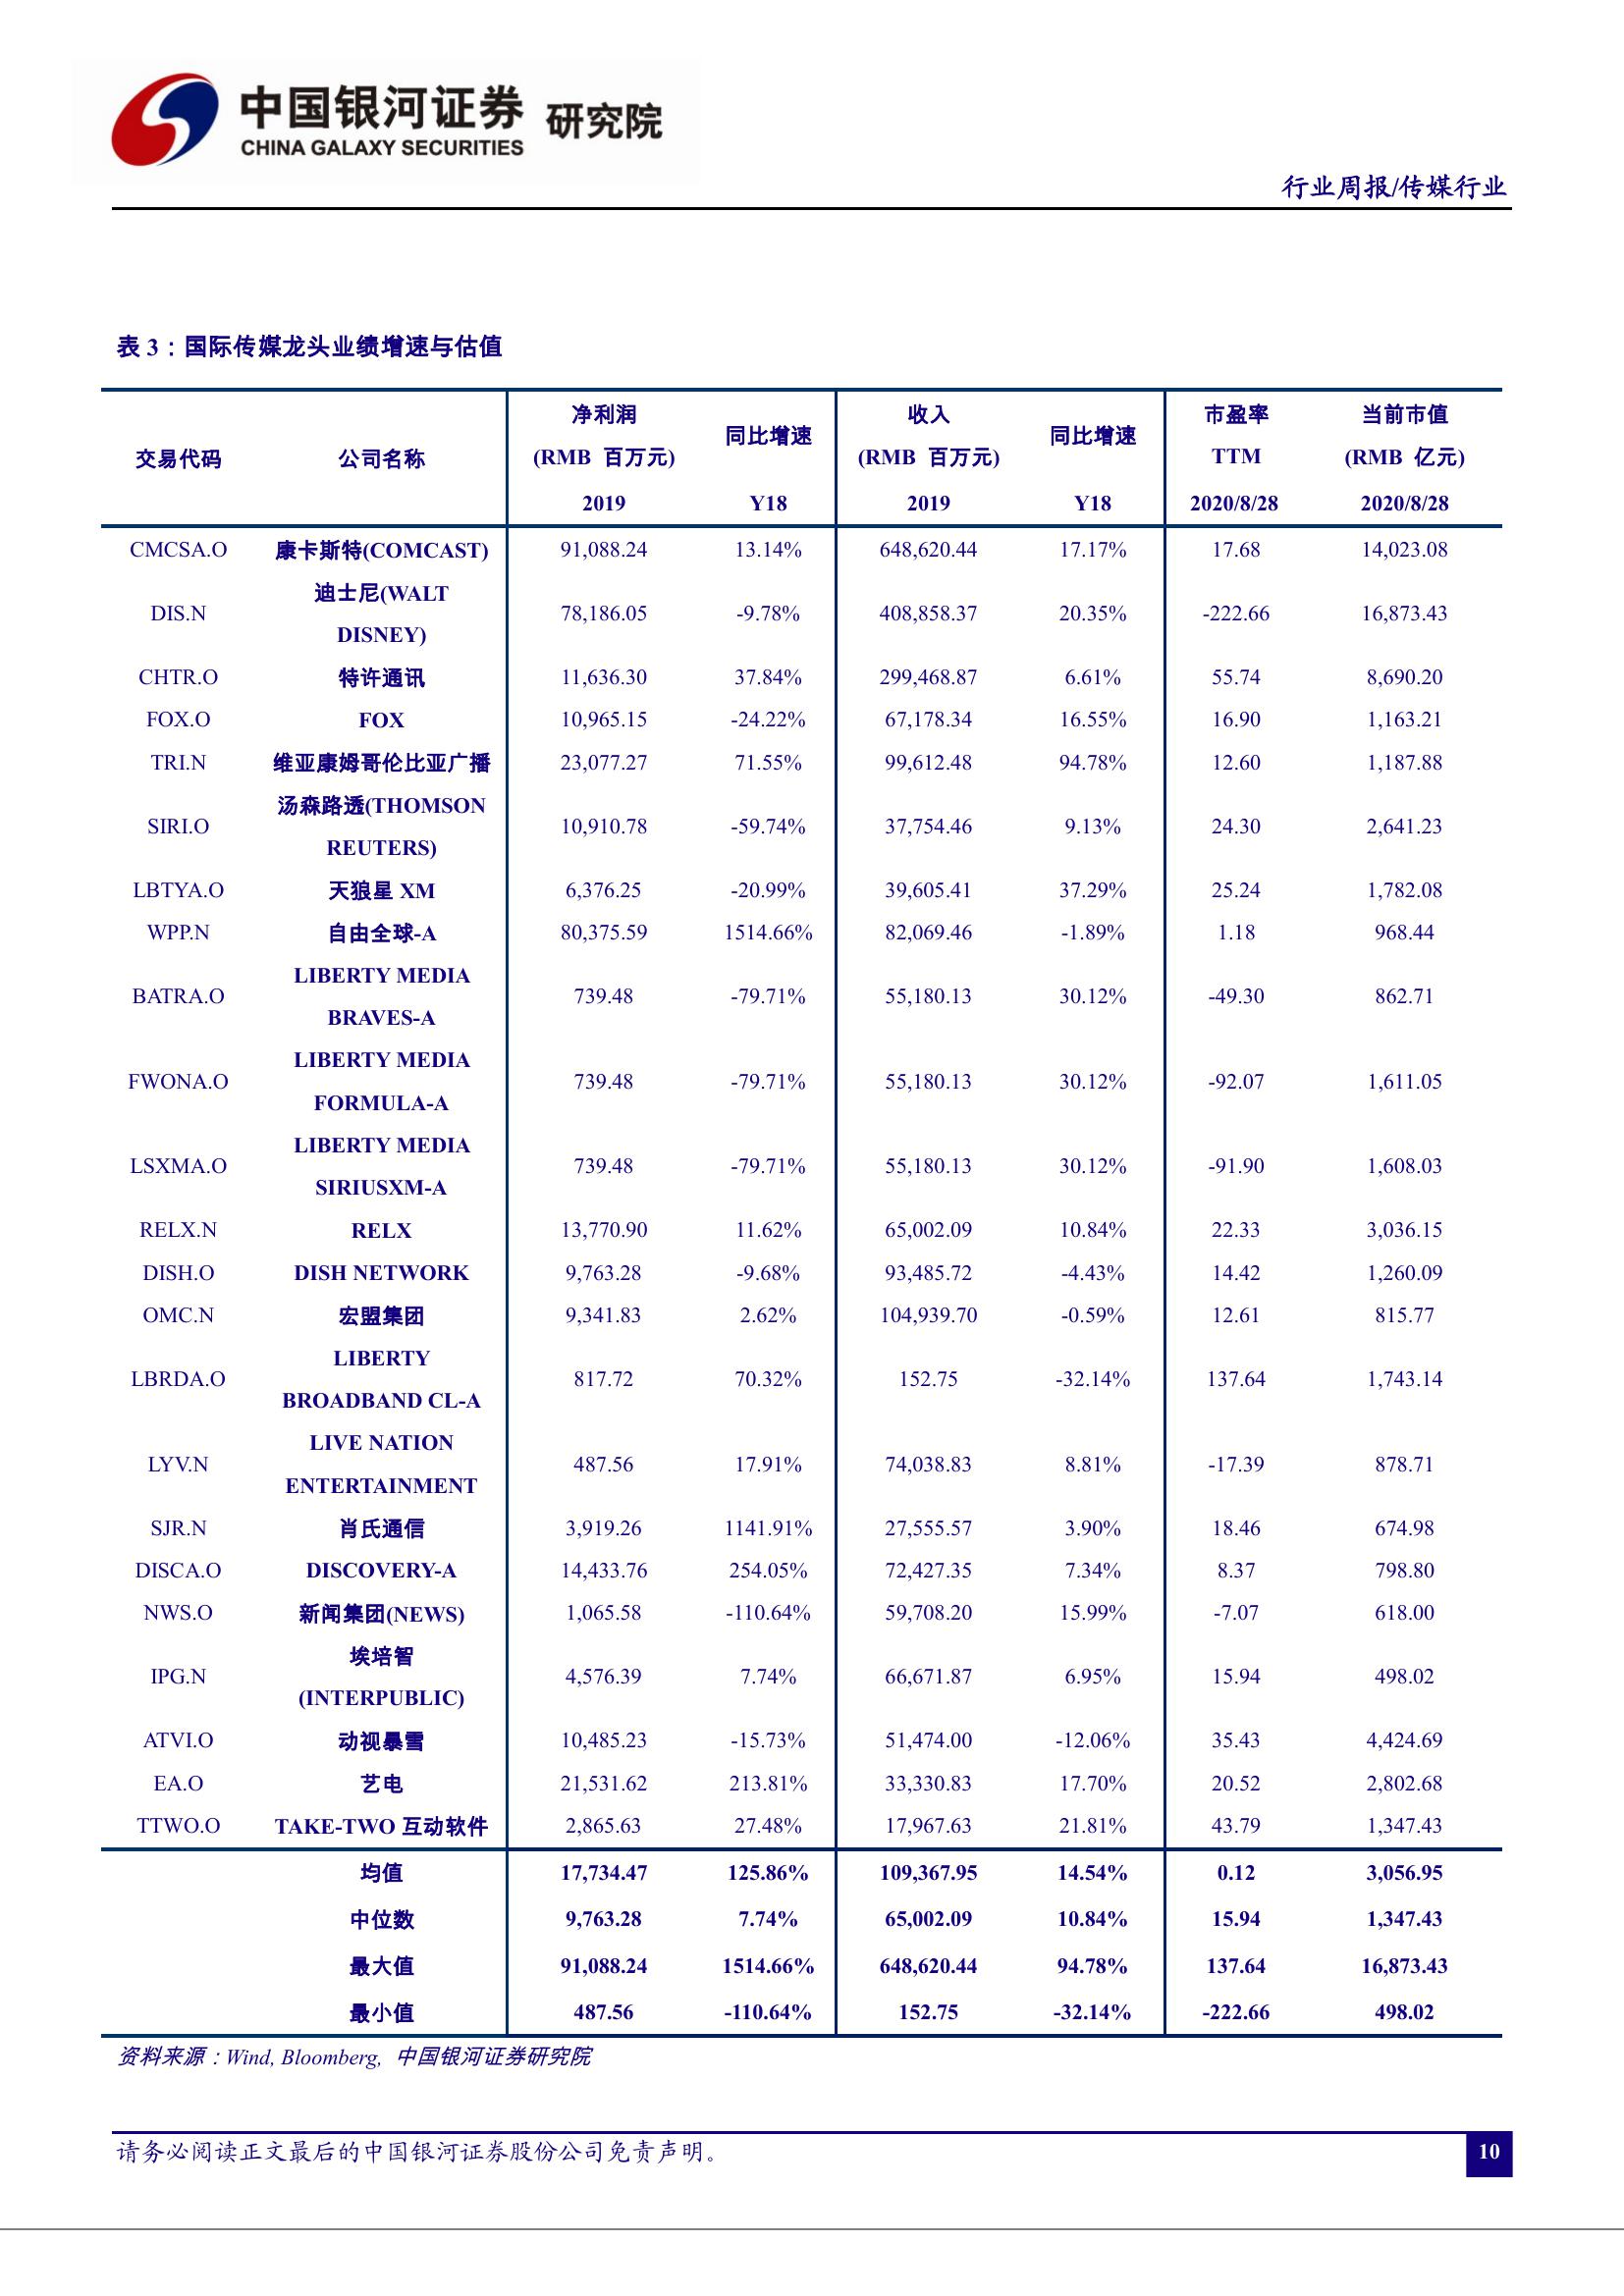 中国银河证券 研究院
CHINA GALAXY SECURITIES
行业周报/传媒行业
表 3：国际传媒龙头业绩增速与估值
交易代码 公司名称 净利润 (RMB 百万元) 2019 同比增速 Y18 收入 (RMB 百万元) 2019 同比增速 Y18 市盈率 TTM 2020/8/28 当前市值 (RMB 亿元) 2020/8/28
CMCSA.O 康卡斯特(COMCAST) 91,088.24 13.14% 648,620.44 17.17% 17.68 14,023.08
DIS.N 迪士尼(WALT DISNEY) 78,186.05 -9.78% 408,858.37 20.35% -222.66 16,873.43
CHTR.O 特许通讯 11,636.30 37.84% 299,468.87 6.61% 55.74 8,690.20
FOX.O FOX 10,965.15 -24.22% 67,178.34 16.55% 16.90 1,163.21
TRI.N 维亚康姆哥伦比亚广播 23,077.27 71.55% 99,612.48 94.78% 12.60 1,187.88
SIRI.O 汤森路透(THOMSON REUTERS) 10,910.78 -59.74% 37,754.46 9.13% 24.30 2,641.23
LBTYA.O 天狼星 XM 6,376.25 -20.99% 39,605.41 37.29% 25.24 1,782.08
WPP.N 自由全球-A 80,375.59 1514.66% 82,069.46 -1.89% 1.18 968.44
BATRA.O LIBERTY MEDIA BRAVES-A 739.48 -79.71% 55,180.13 30.12% -49.30 862.71
FWONA.O LIBERTY MEDIA FORMULA-A 739.48 -79.71% 55,180.13 30.12% -92.07 1,611.05
LSXMA.O LIBERTY MEDIA SIRIUSXM-A 739.48 -79.71% 55,180.13 30.12% -91.90 1,608.03
RELX.N RELX 13,770.90 11.62% 65,002.09 10.84% 22.33 3,036.15
DISH.O DISH NETWORK 9,763.28 -9.68% 93,485.72 -4.43% 14.42 1,260.09
OMC.N 宏盟集团 9,341.83 2.62% 104,939.70 -0.59% 12.61 815.77
LBRDA.O LIBERTY BROADBAND CL-A 817.72 70.32% 152.75 -32.14% 137.64 1,743.14
LYV.N LIVE NATION ENTERTAINMENT 487.56 17.91% 74,038.83 8.81% -17.39 878.71
SJR.N 肖氏通信 3,919.26 1141.91% 27,555.57 3.90% 18.46 674.98
DISCA.O DISCOVERY-A 14,433.76 254.05% 72,427.35 7.34% 8.37 798.80
NWS.O 新闻集团(NEWS) 1,065.58 -110.64% 59,708.20 15.99% -7.07 618.00
IPG.N 埃培智 (INTERPUBLIC) 4,576.39 7.74% 66,671.87 6.95% 15.94 498.02
ATVI.O 动视暴雪 10,485.23 -15.73% 51,474.00 -12.06% 35.43 4,424.69
EA.O 艺电 21,531.62 213.81% 33,330.83 17.70% 20.52 2,802.68
TTWO.O TAKE-TWO 互动软件 2,865.63 27.48% 17,967.63 21.81% 43.79 1,347.43
均值 17,734.47 125.86% 109,367.95 14.54% 0.12 3,056.95
中位数 9,763.28 7.74% 65,002.09 10.84% 15.94 1,347.43
最大值 91,088.24 1514.66% 648,620.44 94.78% 137.64 16,873.43
最小值 487.56 -110.64% 152.75 -32.14% -222.66 498.02
资料来源：Wind, Bloomberg, 中国银河证券研究院
请务必阅读正文最后的中国银河证券股份公司免责声明。
10